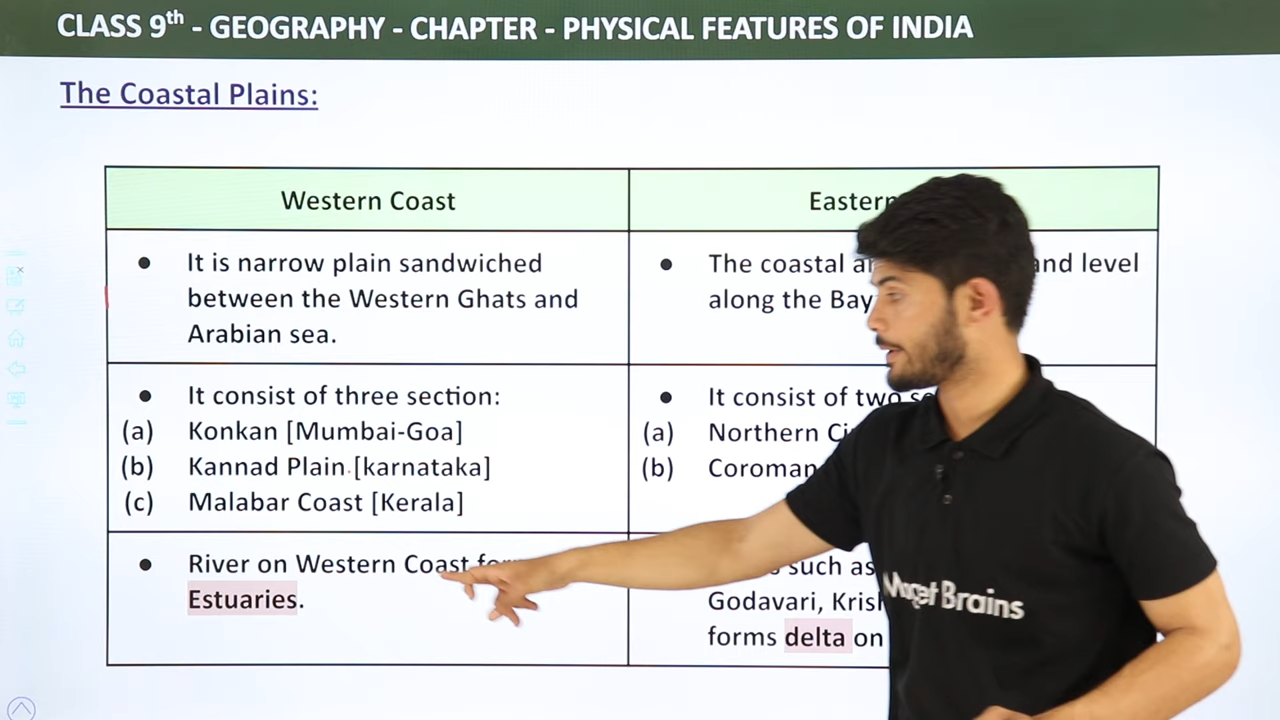 CLASS 9th - GEOGRAPHY - CHAPTER - PHYSICAL FEATURES OF INDIA
The Coastal Plains:
Western Coast
Eastern
● It is narrow plain sandwiched
between the Western Ghats and
Arabian sea.
● The coastal and level
along the Bay
● It consist of three section:
(a) Konkan [Mumbai-Goa]
(b) Kannad Plain [karnataka]
(c) Malabar Coast [Kerala]
● It consist of two
(a) Northern
(b)
● River on Western Coast
Estuaries.
such as
Godavari,
forms delta on
Magnet Brains